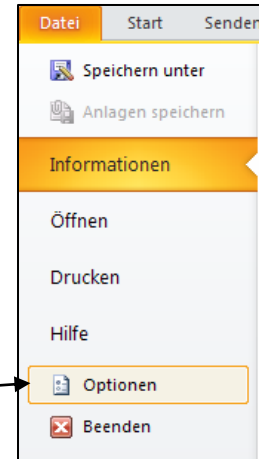 Datei Start Senden
Speichern unter
Anlagen speichern
Informationen
Öffnen
Drucken
Hilfe
Optionen
Beenden